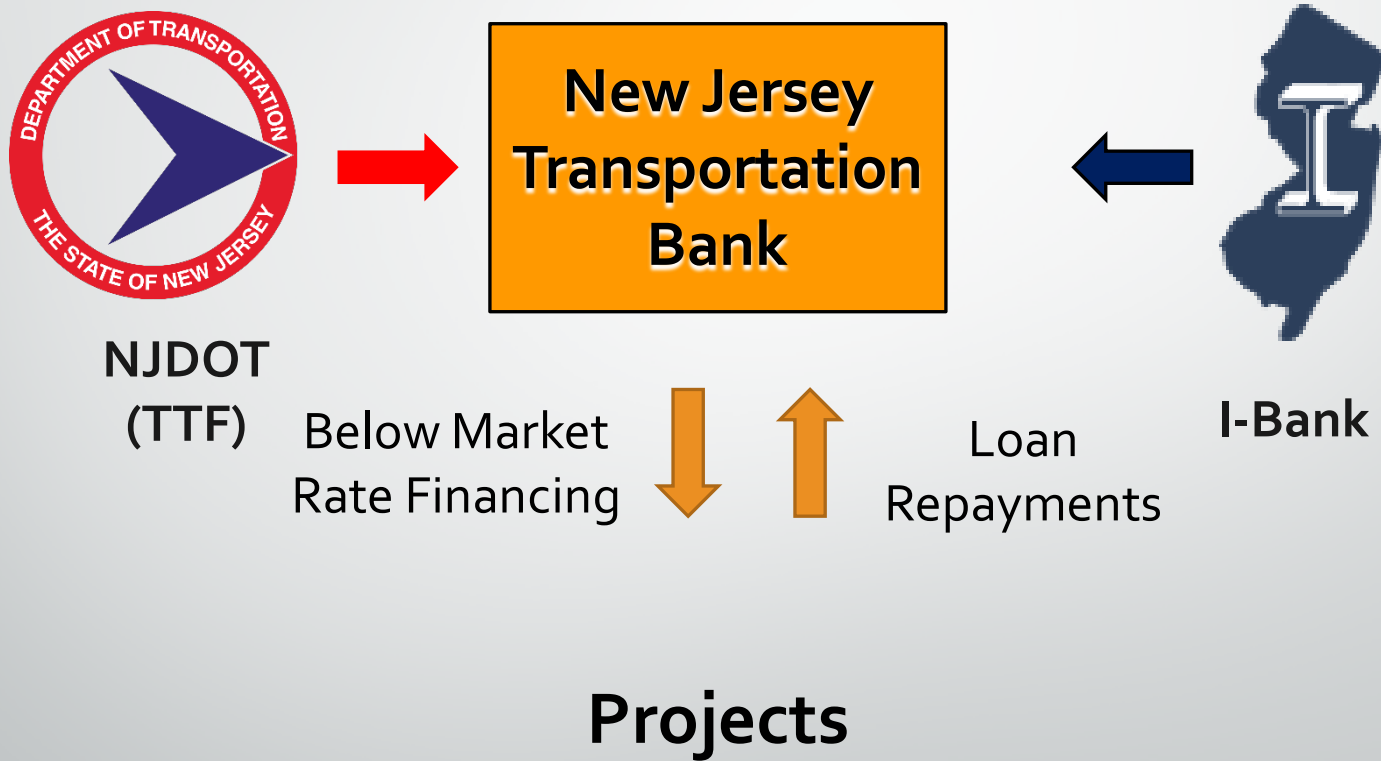 DEPARTMENT OF TRANSPORTATION
THE STATE OF NEW JERSEY
New Jersey
Transportation
Bank
I
NJDOT
(TTF)
I-Bank
Below Market
Rate Financing
Loan
Repayments
Projects